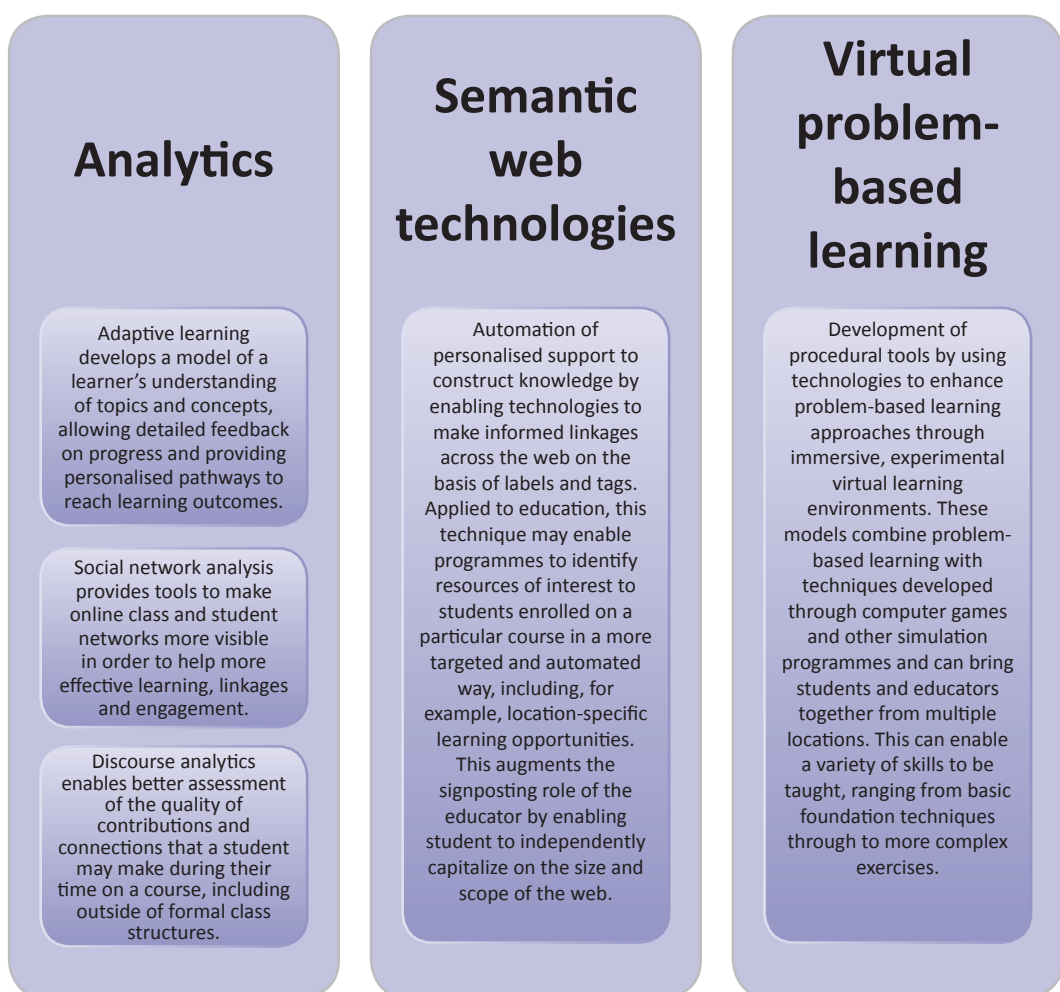 Analytics
Adaptive learning
develops a model of a
learner's understanding
of topics and concepts,
allowing detailed feedback
on progress and providing
personalised pathways to
reach learning outcomes.
Social network analysis
provides tools to make
online class and student
networks more visible
in order to help more
effective learning, linkages
and engagement.
Discourse analytics
enables better assessment
of the quality of
contributions and
connections that a student
may make during their
time on a course, including
outside of formal class
structures.
Semantic
web
technologies
Automation of
personalised support to
construct knowledge by
enabling technologies to
make informed linkages
across the web on the
basis of labels and tags.
Applied to education, this
technique may enable
programmes to identify
resources of interest to
students enrolled on a
particular course in a more
targeted and automated
way, including, for
example, location-specific
learning opportunities.
This augments the
signposting role of the
educator by enabling
student to independently
capitalize on the size and
scope of the web.
Virtual
problem-
based
learning
Development of
procedural tools by using
technologies to enhance
problem-based learning
approaches through
immersive, experimental
virtual learning
environments. These
models combine problem-
based learning with
techniques developed
through computer games
and other simulation
programmes and can bring
students and educators
together from multiple
locations. This can enable
a variety of skills to be
taught, ranging from basic
foundation techniques
through to more complex
exercises.